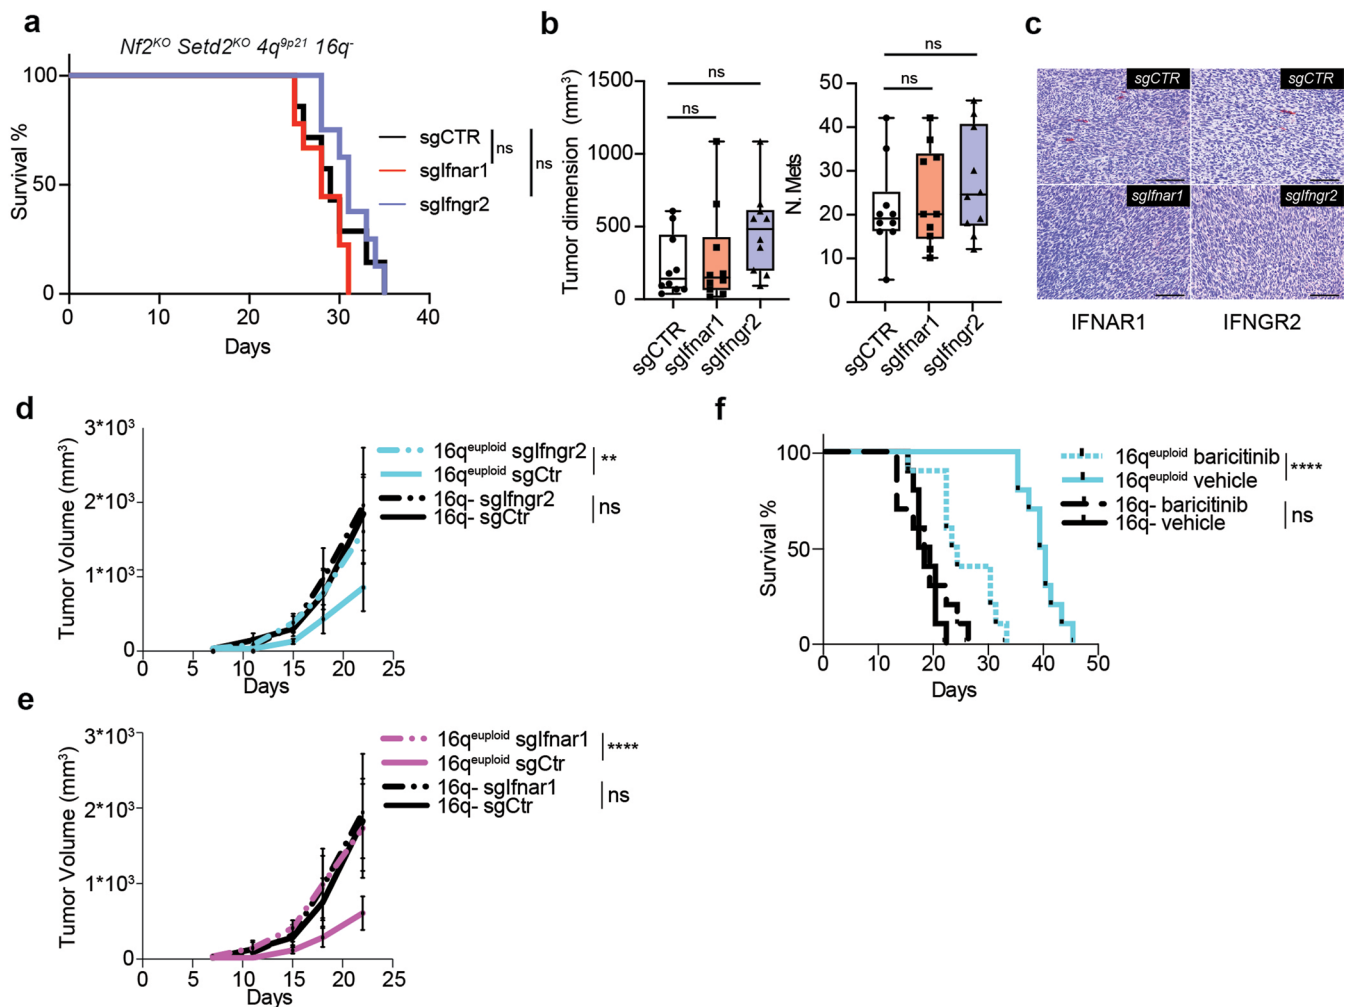 a
Nf2ᴷᴼ Setd2ᴷᴼ 4q⁹ᵖ²¹ 16q⁻
Survival %
100
50
0
0 10 20 30 40
Days
sgCTR
sgIfnar1
sgIfngr2
ns
ns
b
Tumor dimension (mm³)
1500
1000
500
0
ns
ns
sgCTR
sgIfnar1
sgIfngr2
N. Mets
50
40
30
20
10
0
ns
ns
sgCTR
sgIfnar1
sgIfngr2
c
sgCTR sgCTR
sgIfnar1 sgIfngr2
IFNAR1 IFNGR2
d
Tumor Volume (mm³)
3*10³
2*10³
1*10³
0
0 5 10 15 20 25
Days
16qᵉᵘᵖˡᵒⁱᵈ sgIfngr2
16qᵉᵘᵖˡᵒⁱᵈ sgCtr
16q- sgIfngr2
16q- sgCtr
**
ns
f
Survival %
100
50
0
0 10 20 30 40 50
Days
16qᵉᵘᵖˡᵒⁱᵈ baricitinib
16qᵉᵘᵖˡᵒⁱᵈ vehicle
16q- baricitinib
16q- vehicle
****
ns
e
Tumor Volume (mm³)
3*10³
2*10³
1*10³
0
0 5 10 15 20 25
Days
16qᵉᵘᵖˡᵒⁱᵈ sgIfnar1
16qᵉᵘᵖˡᵒⁱᵈ sgCtr
16q- sgIfnar1
16q- sgCtr
****
ns